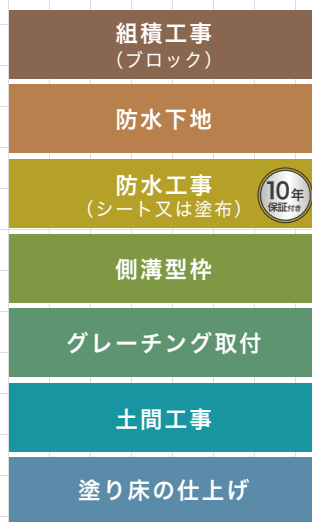 組積工事
（ブロック）
防水下地
防水工事
（シート又は塗布）
10年
保証付き
側溝型枠
グレーチング取付
土間工事
塗り床の仕上げ